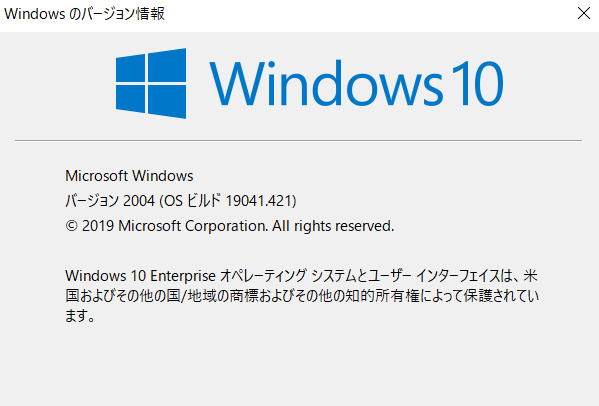 Windows のバージョン情報
Windows 10
Microsoft Windows
バージョン 2004 (OS ビルド 19041.421)
© 2019 Microsoft Corporation. All rights reserved.
Windows 10 Enterprise オペレーティング システムとユーザー インターフェイスは、米
国およびその他の国/地域の商標およびその他の知的所有権によって保護されてい
ます。